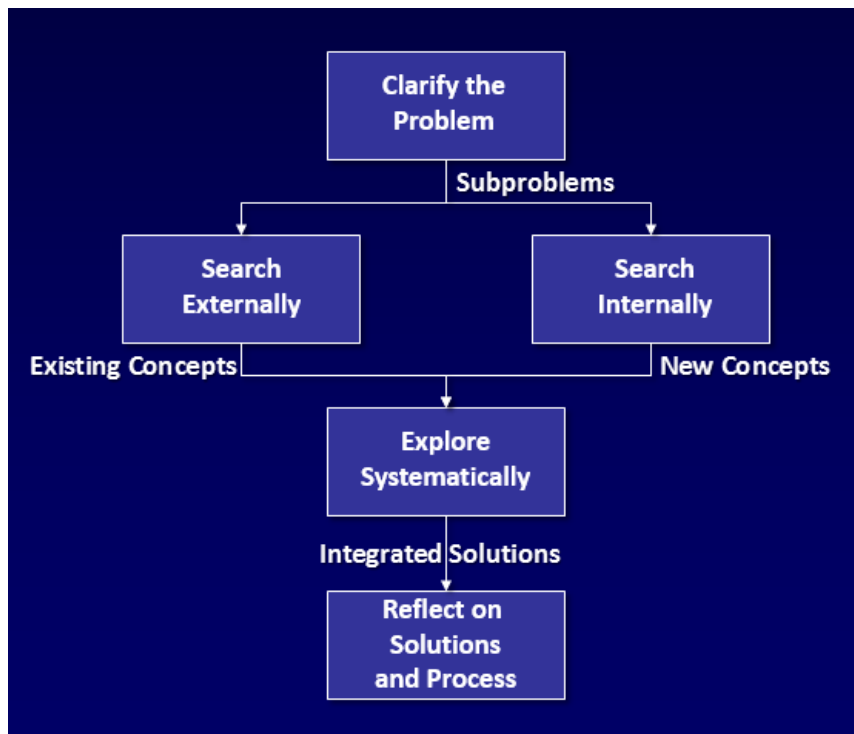 Clarify the
Problem
Subproblems
Search
Externally
Search
Internally
Existing Concepts
New Concepts
Explore
Systematically
Integrated Solutions
Reflect on
Solutions
and Process